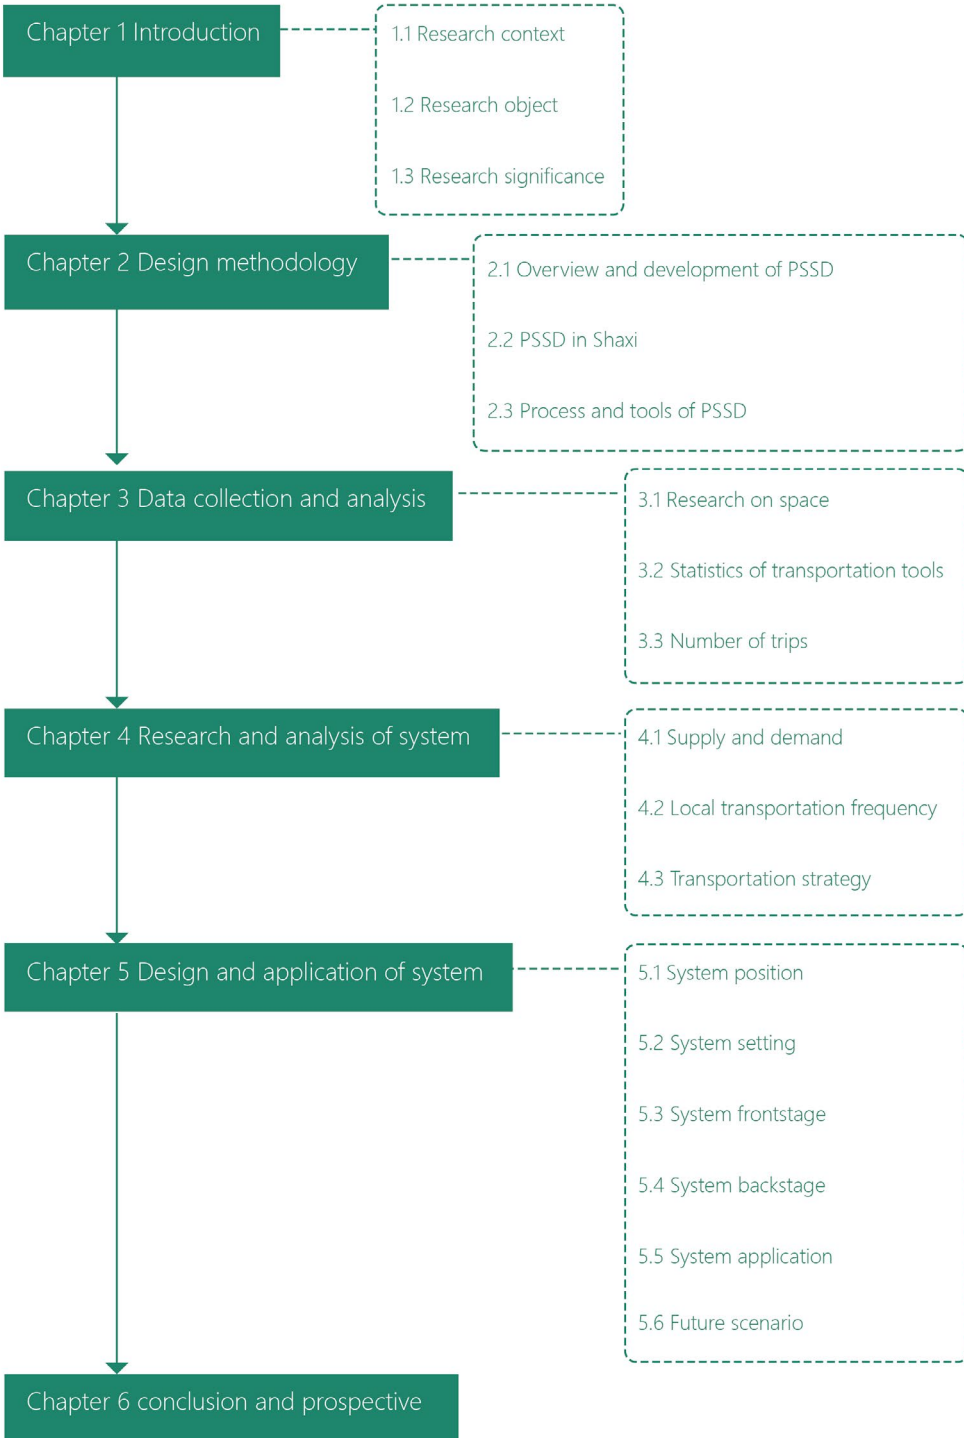 Chapter 1 Introduction
1.1 Research context
1.2 Research object
1.3 Research significance
Chapter 2 Design methodology
2.1 Overview and development of PSSD
2.2 PSSD in Shaxi
2.3 Process and tools of PSSD
Chapter 3 Data collection and analysis
3.1 Research on space
3.2 Statistics of transportation tools
3.3 Number of trips
Chapter 4 Research and analysis of system
4.1 Supply and demand
4.2 Local transportation frequency
4.3 Transportation strategy
Chapter 5 Design and application of system
5.1 System position
5.2 System setting
5.3 System frontstage
5.4 System backstage
5.5 System application
5.6 Future scenario
Chapter 6 conclusion and prospective